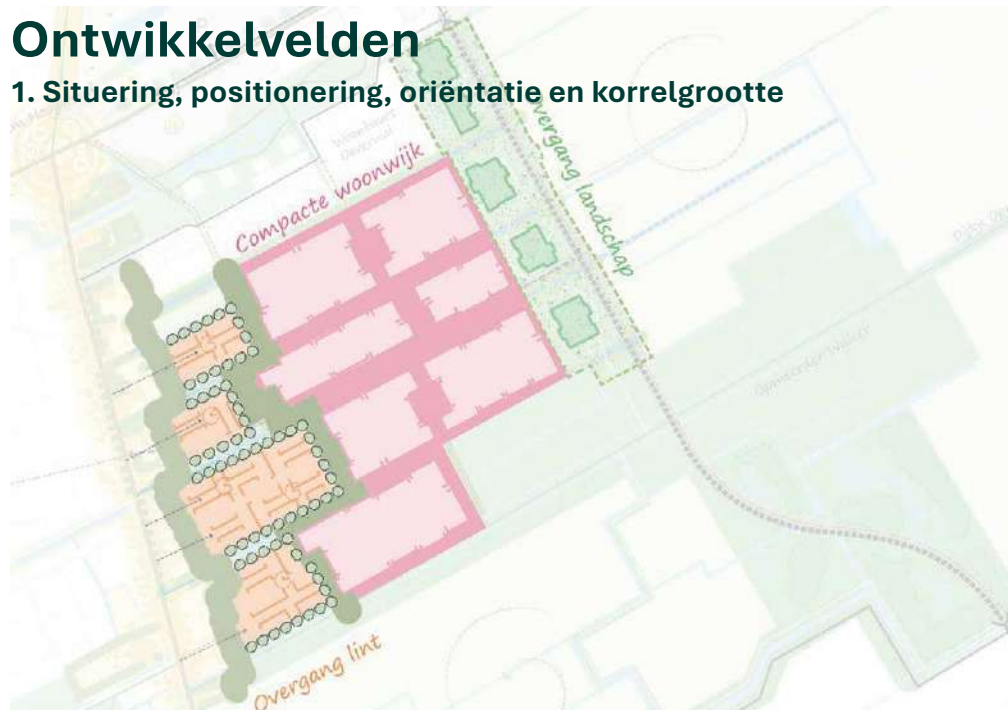 Ontwikkelvelden
1. Situering, positionering, oriëntatie en korrelgrootte
Overgang landschap
Compacte woonwijk
Overgang lint